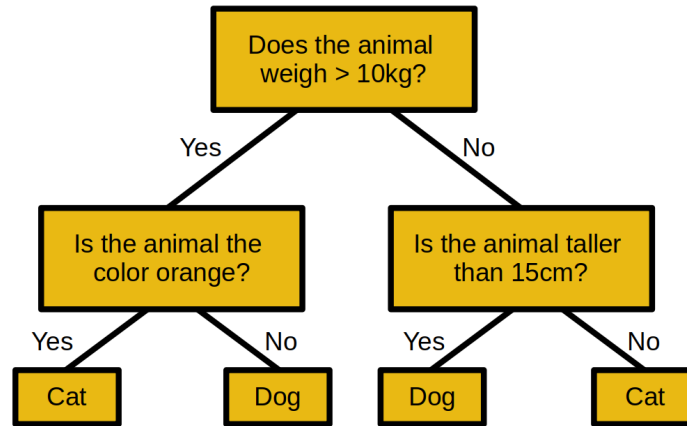 Does the animal
weigh > 10kg?
Yes
No
Is the animal the
color orange?
Is the animal taller
than 15cm?
Yes
No
Yes
No
Cat
Dog
Dog
Cat